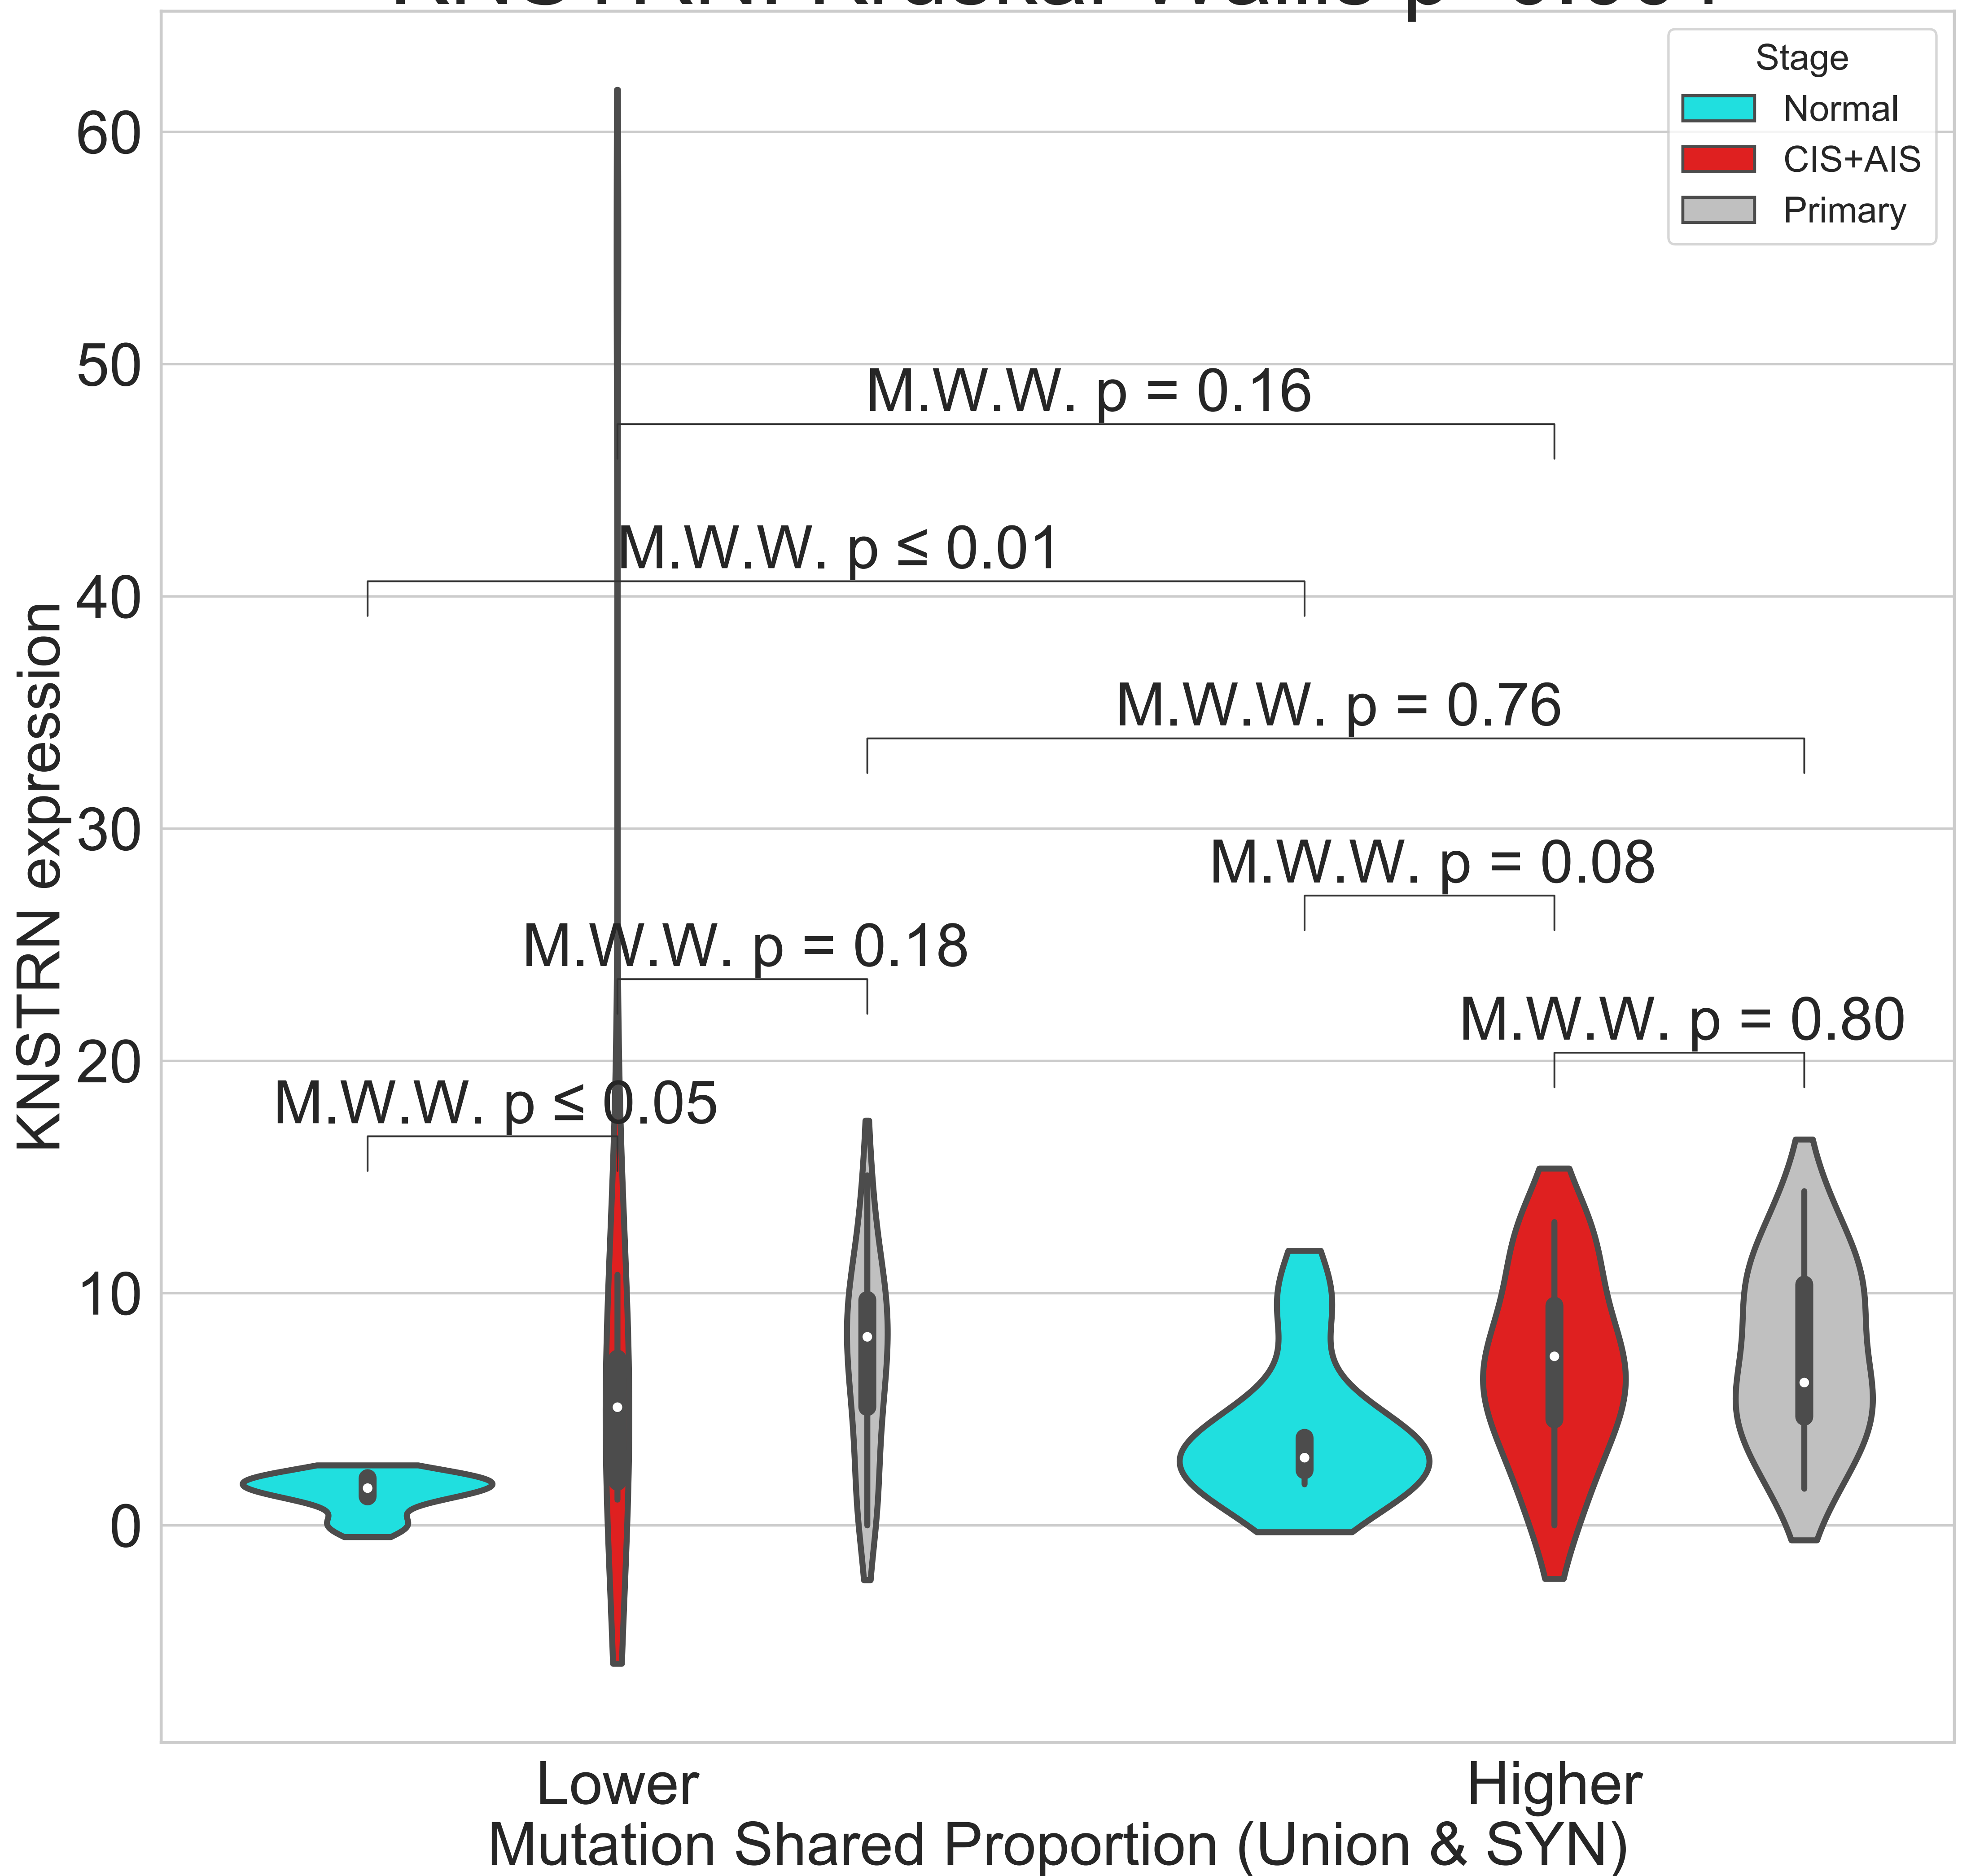 Stage
Normal
CIS+AIS
Primary
60
50
40
30
20
10
0
KNSTRN expression
M.W.W. p = 0.16
M.W.W. p ≤ 0.01
M.W.W. p = 0.76
M.W.W. p = 0.08
M.W.W. p = 0.18
M.W.W. p = 0.80
M.W.W. p ≤ 0.05
Lower
Higher
Mutation Shared Proportion (Union & SYN)